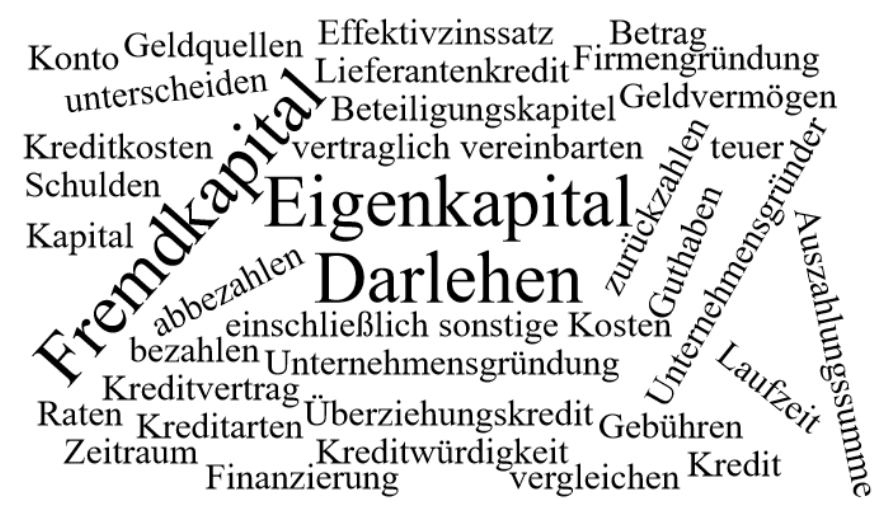 Konto
Geldquellen
Effektivzinssatz
Betrag
unterscheiden
Lieferantenkredit
Firmengründung
Fremdkapital
Beteiligungskapitel
Geldvermögen
Kreditkosten
vertraglich vereinbarten
zurückzahlen
teuer
Unternehmensgründer
Schulden
Eigenkapital
Guthaben
Auszahlungssumme
Kapital
abbezahlen
Darlehen
einschließlich sonstige Kosten
bezahlen
Unternehmensgründung
Laufzeit
Kreditvertrag
Raten
Kreditarten
Überziehungskredit
Gebühren
Zeitraum
Kreditwürdigkeit
Finanzierung
vergleichen
Kredit